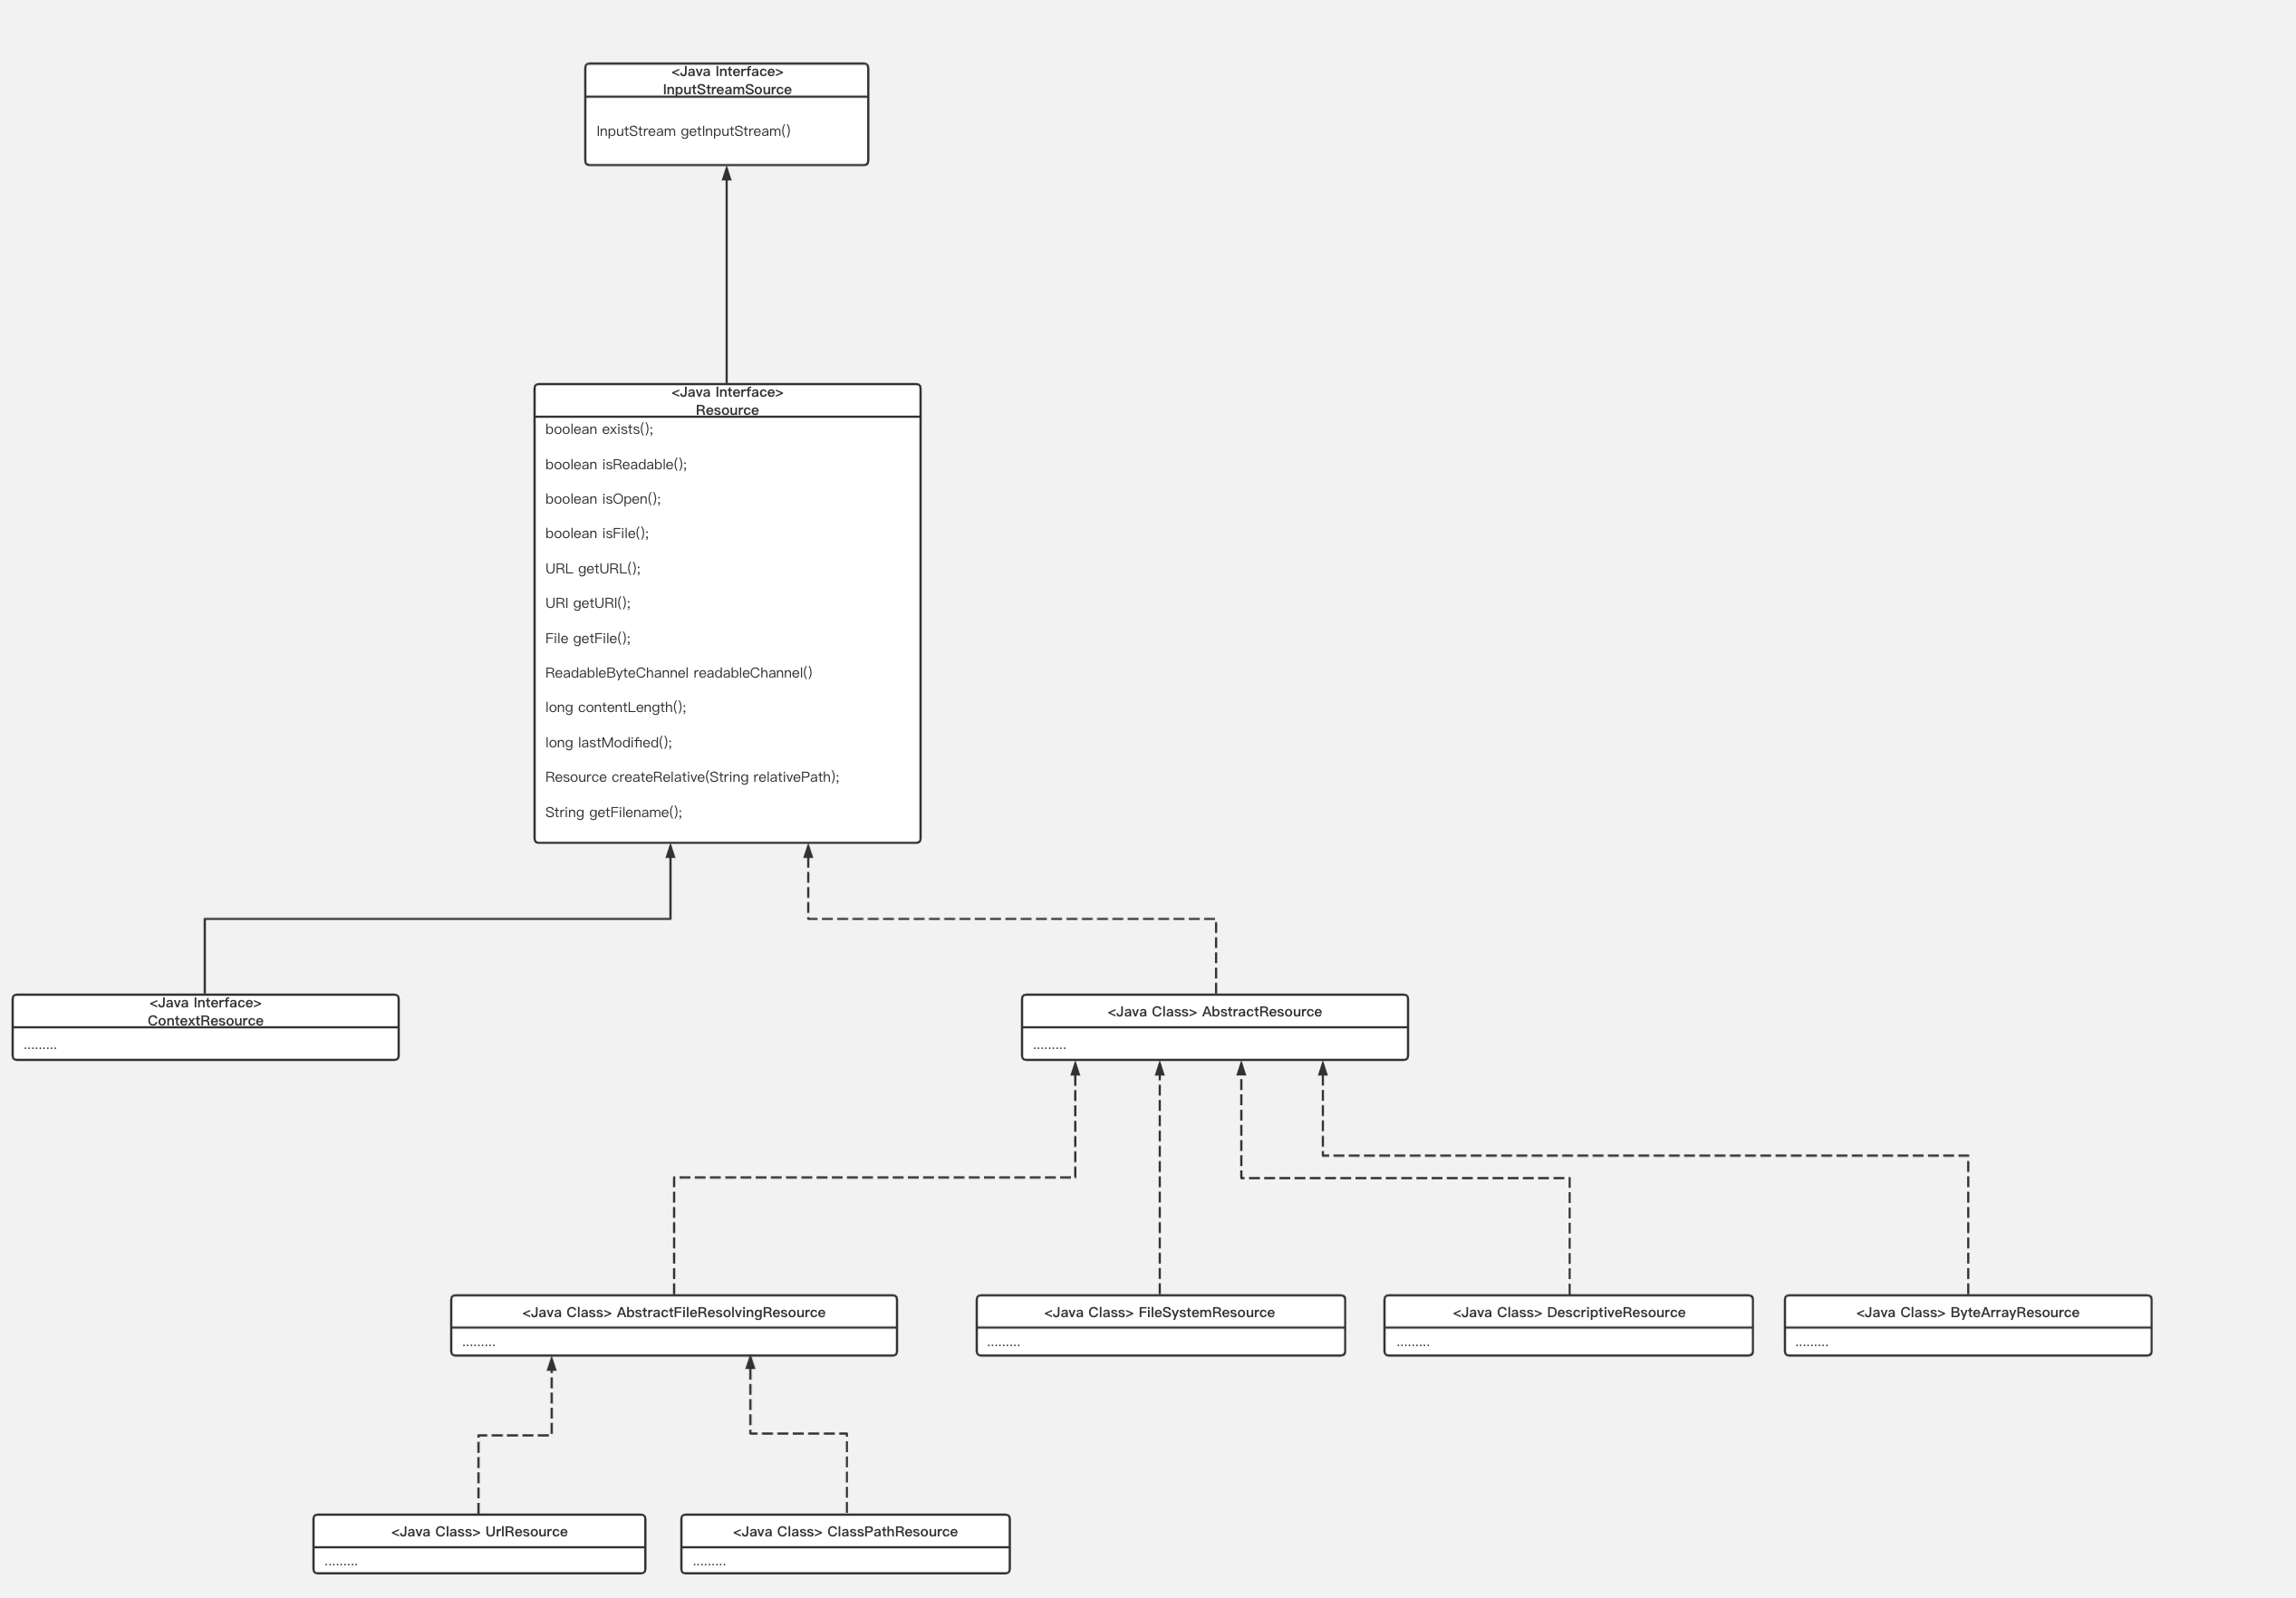 <Java Interface>
InputStreamSource
InputStream getInputStream()
<Java Interface>
Resource
boolean exists();
boolean isReadable();
boolean isOpen();
boolean isFile();
URL getURL();
URI getURI();
File getFile();
ReadableByteChannel readableChannel()
long contentLength();
long lastModified();
Resource createRelative(String relativePath);
String getFilename();
<Java Interface>
ContextResource
.........
<Java Class> AbstractResource
.........
<Java Class> AbstractFileResolvingResource
.........
<Java Class> FileSystemResource
.........
<Java Class> DescriptiveResource
.........
<Java Class> ByteArrayResource
.........
<Java Class> UrlResource
.........
<Java Class> ClassPathResource
.........